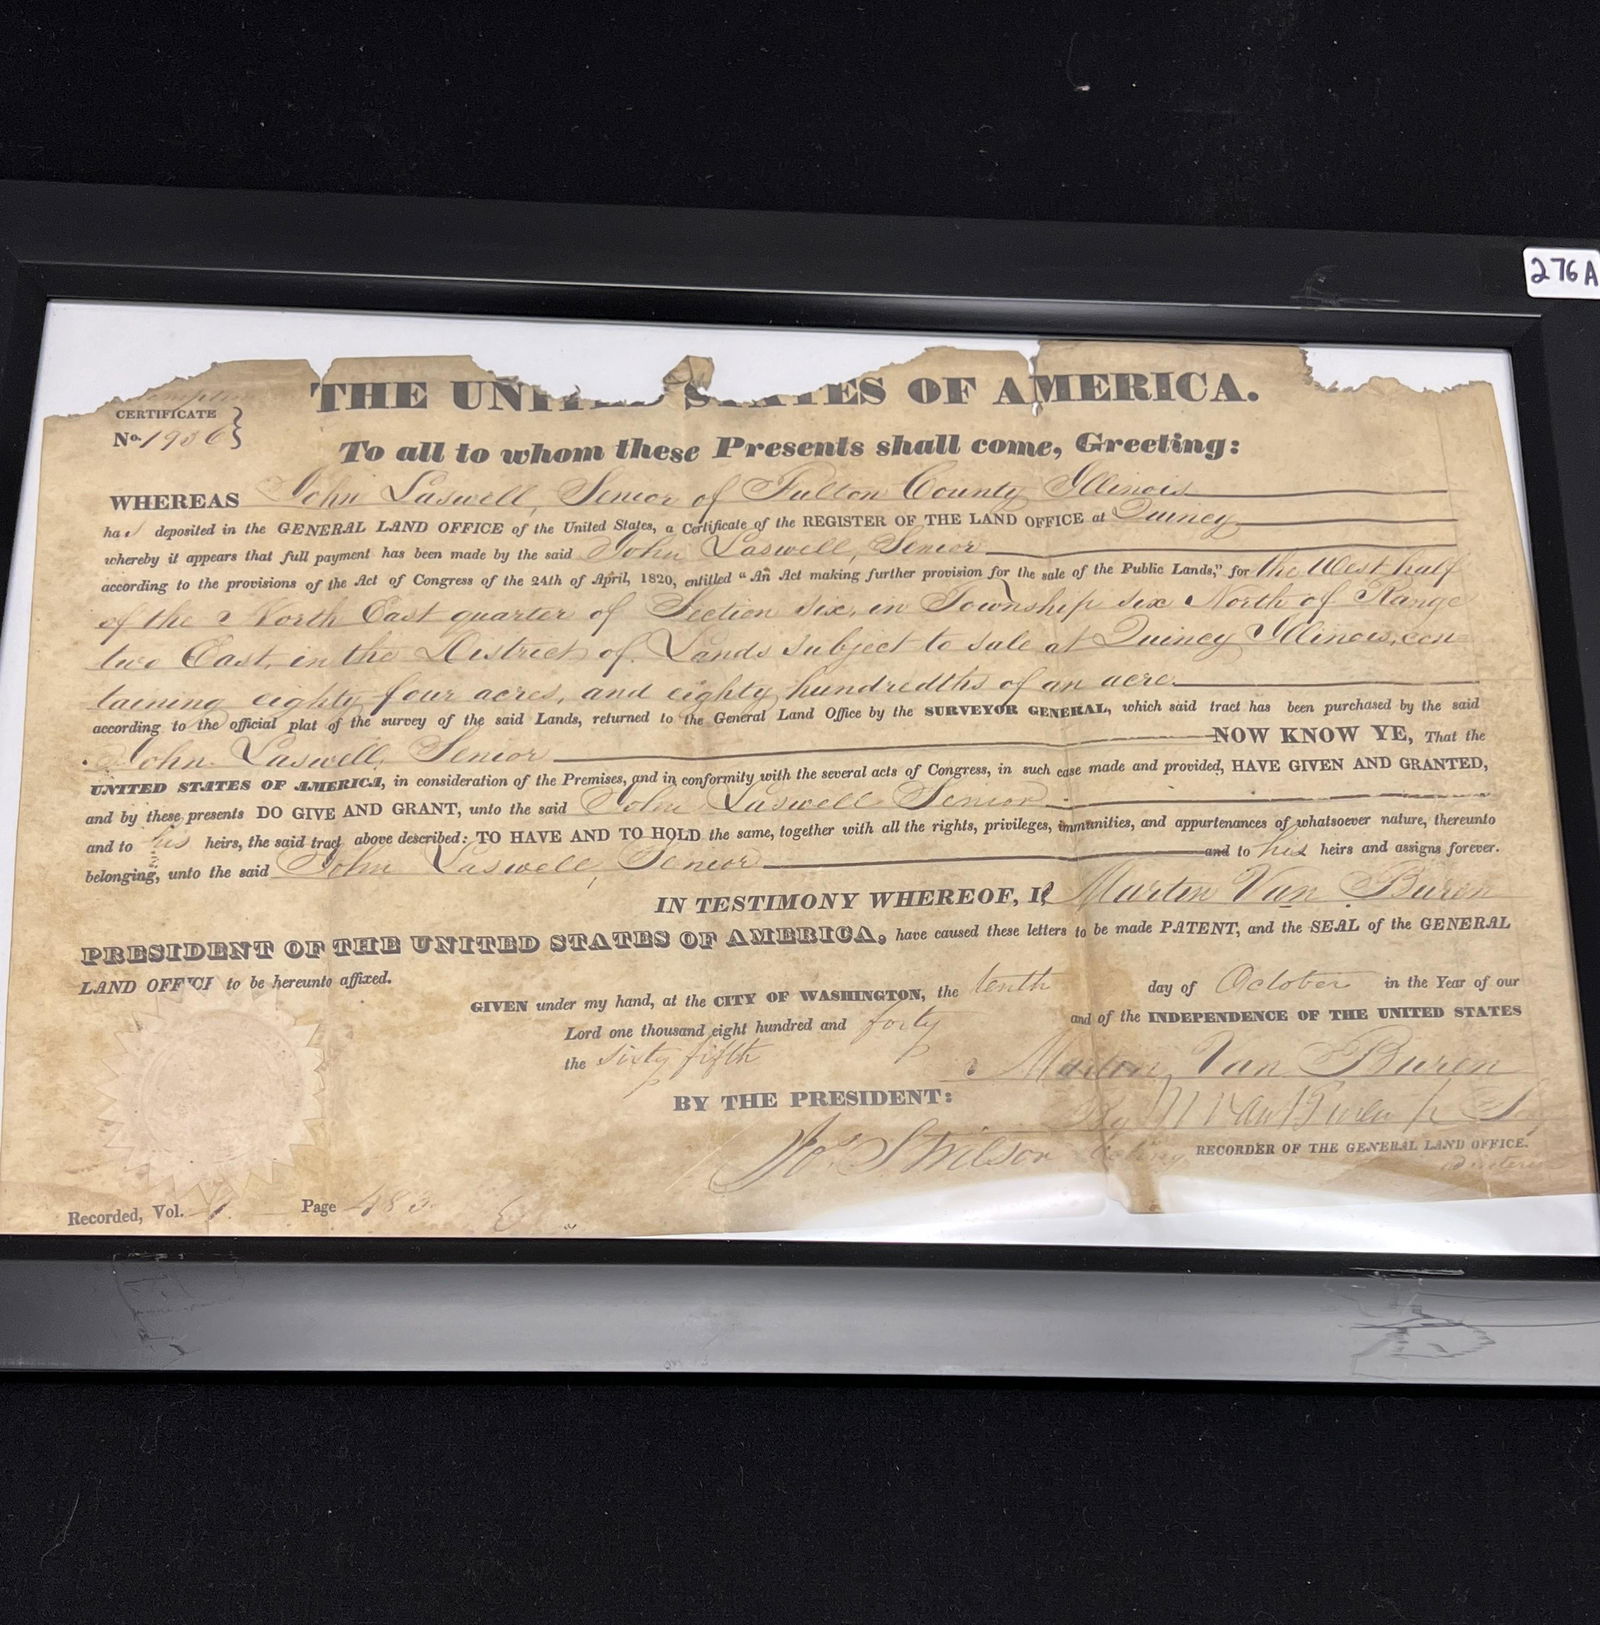 276A
THE UNITED STATES OF AMERICA.
CERTIFICATE
No. 1936
To all to whom these Presents shall come, Greeting:
WHEREAS John Laswell, Senior of Fulton County Illinois
has deposited in the GENERAL LAND OFFICE of the United States, a Certificate of the REGISTER OF THE LAND OFFICE at Quincy
whereby it appears that full payment has been made by the said John Laswell, Senior
according to the provisions of the Act of Congress of the 24th of April, 1820, entitled "An Act making further provision for the sale of the Public Lands," for the West half
of the North East quarter of Section six, in Township six North of Range
two East, in the District of Lands subject to sale at Quincy Illinois, con-
taining eighty four acres, and eighty hundredths of an acre.
according to the official plat of the survey of the said Lands, returned to the General Land Office by the SURVEYOR GENERAL, which said tract has been purchased by the said
John Laswell, Senior NOW KNOW YE, That the
UNITED STATES OF AMERICA, in consideration of the Premises, and in conformity with the several acts of Congress, in such case made and provided, HAVE GIVEN AND GRANTED,
and by these presents DO GIVE AND GRANT, unto the said John Laswell Senior
and to his heirs, the said tract above described: TO HAVE AND TO HOLD the same, together with all the rights, privileges, immunities, and appurtenances of whatsoever nature, thereunto
belonging, unto the said John Laswell, Senior and to his heirs and assigns forever.
IN TESTIMONY WHEREOF, I, Martin Van Buren
PRESIDENT OF THE UNITED STATES OF AMERICA, have caused these letters to be made PATENT, and the SEAL of the GENERAL
LAND OFFICE to be hereunto affixed.
GIVEN under my hand, at the CITY OF WASHINGTON, the tenth day of October in the Year of our
Lord one thousand eight hundred and forty and of the INDEPENDENCE OF THE UNITED STATES
the sixty fifth
Martin Van Buren
BY THE PRESIDENT:
By M Van Buren Jr
Jo. S Wilson Acting RECORDER OF THE GENERAL LAND OFFICE.
ad interim
Recorded, Vol. Page 483